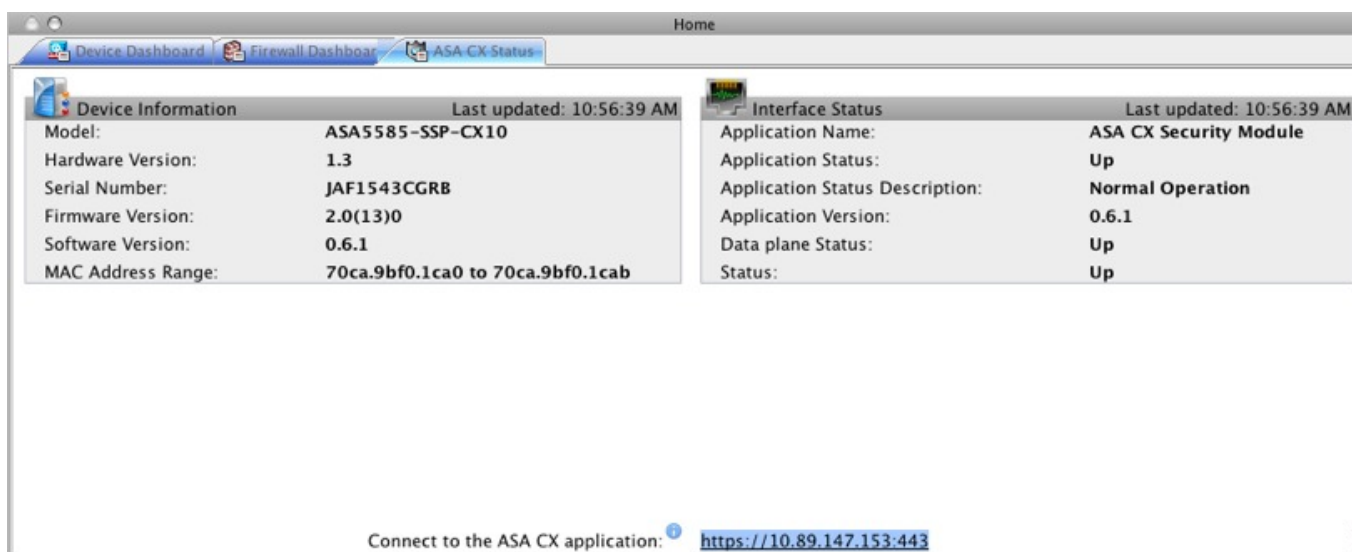 Home
Device Dashboard Firewall Dashboar ASA CX Status
Device Information Last updated: 10:56:39 AM
Model: ASA5585-SSP-CX10
Hardware Version: 1.3
Serial Number: JAF1543CGRB
Firmware Version: 2.0(13)0
Software Version: 0.6.1
MAC Address Range: 70ca.9bf0.1ca0 to 70ca.9bf0.1cab
Interface Status Last updated: 10:56:39 AM
Application Name: ASA CX Security Module
Application Status: Up
Application Status Description: Normal Operation
Application Version: 0.6.1
Data plane Status: Up
Status: Up
Connect to the ASA CX application: https://10.89.147.153:443